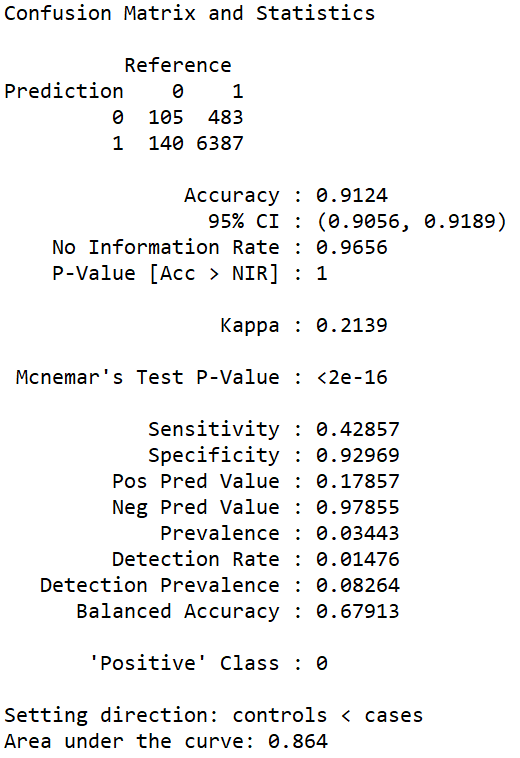 Confusion Matrix and Statistics
Reference
Prediction 0 1
0 105 483
1 140 6387
Accuracy : 0.9124
95% CI : (0.9056, 0.9189)
No Information Rate : 0.9656
P-Value [Acc > NIR] : 1
Kappa : 0.2139
Mcnemar's Test P-Value : <2e-16
Sensitivity : 0.42857
Specificity : 0.92969
Pos Pred Value : 0.17857
Neg Pred Value : 0.97855
Prevalence : 0.03443
Detection Rate : 0.01476
Detection Prevalence : 0.08264
Balanced Accuracy : 0.67913
'Positive' Class : 0
Setting direction: controls < cases
Area under the curve: 0.864